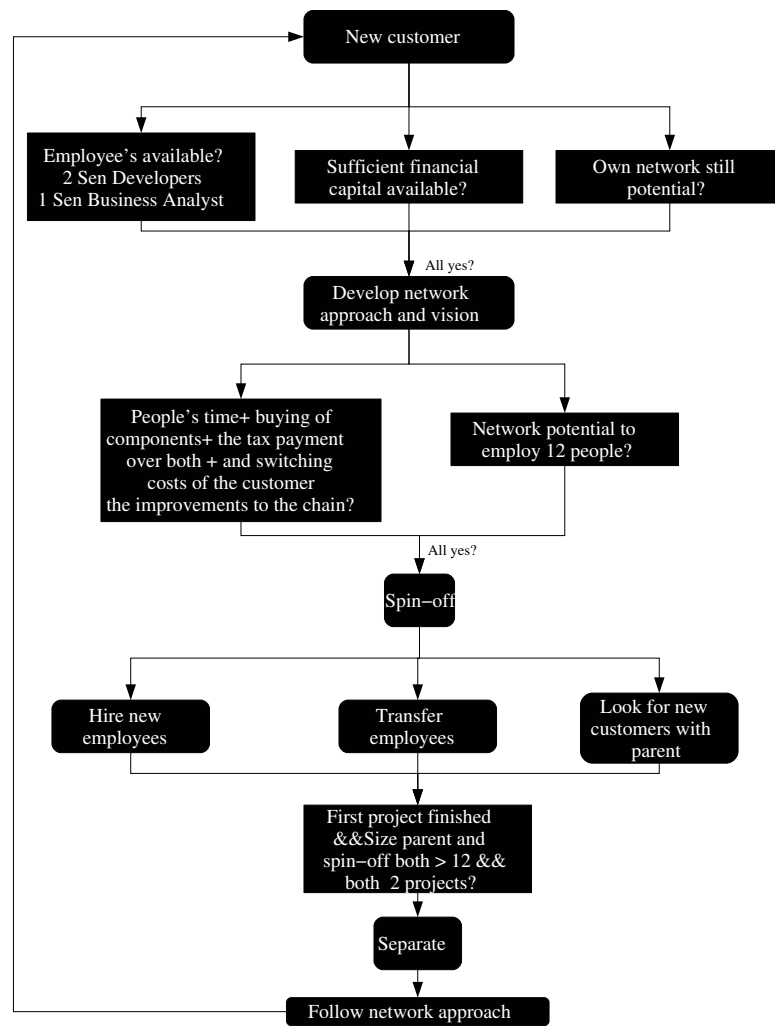 New customer
Employee's available?
2 Sen Developers
1 Sen Business Analyst
Sufficient financial
capital available?
Own network still
potential?
All yes?
Develop network
approach and vision
People's time+ buying of
components+ the tax payment
over both + and switching
costs of the customer
the improvements to the chain?
Network potential to
employ 12 people?
All yes?
Spin−off
Hire new
employees
Transfer
employees
Look for new
customers with
parent
First project finished
&&Size parent and
spin−off both > 12 &&
both 2 projects?
Separate
Follow network approach